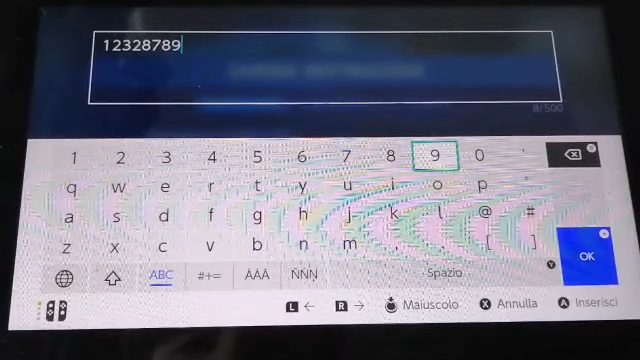 12328789
8/500
1 2 3 4 5 6 7 8 9 0 '
q w e r t y u i o p "
a s d f g h j k l @ #
z x c v b n m , . [ ]
ABC #+= ÀÁÂ ÑŃŅ Spazio
OK
L ← R → Maiuscolo X Annulla A Inserisci